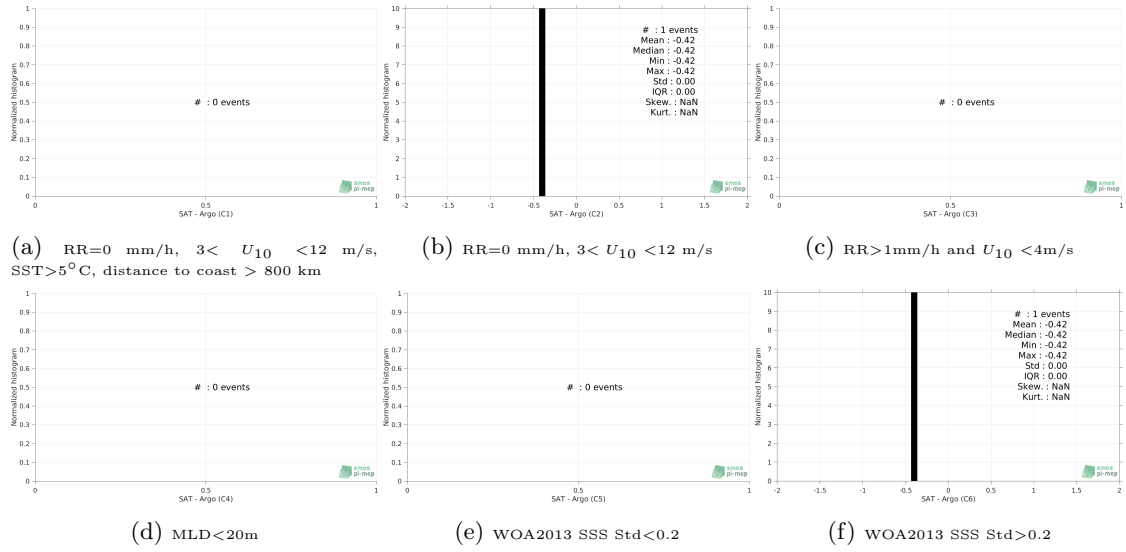 1
0.9
0.8
0.7
0.6
0.5
0.4
0.3
0.2
0.1
0
Normalized histogram
# : 0 events
smos
pi-mep
0 0.5 1
SAT - Argo (C1)
10
9
8
7
6
5
4
3
2
1
0
Normalized histogram
# : 1 events
Mean : -0.42
Median : -0.42
Min : -0.42
Max : -0.42
Std : 0.00
IQR : 0.00
Skew. : NaN
Kurt. : NaN
smos
pi-mep
-2 -1.5 -1 -0.5 0 0.5 1 1.5 2
SAT - Argo (C2)
1
0.9
0.8
0.7
0.6
0.5
0.4
0.3
0.2
0.1
0
Normalized histogram
# : 0 events
smos
pi-mep
0 0.5 1
SAT - Argo (C3)
(a) RR=0 mm/h, 3< U10 <12 m/s,
SST>5°C, distance to coast > 800 km
(b) RR=0 mm/h, 3< U10 <12 m/s
(c) RR>1mm/h and U10 <4m/s
1
0.9
0.8
0.7
0.6
0.5
0.4
0.3
0.2
0.1
0
Normalized histogram
# : 0 events
smos
pi-mep
0 0.5 1
SAT - Argo (C4)
1
0.9
0.8
0.7
0.6
0.5
0.4
0.3
0.2
0.1
0
Normalized histogram
# : 0 events
smos
pi-mep
0 0.5 1
SAT - Argo (C5)
10
9
8
7
6
5
4
3
2
1
0
Normalized histogram
# : 1 events
Mean : -0.42
Median : -0.42
Min : -0.42
Max : -0.42
Std : 0.00
IQR : 0.00
Skew. : NaN
Kurt. : NaN
smos
pi-mep
-2 -1.5 -1 -0.5 0 0.5 1 1.5 2
SAT - Argo (C6)
(d) MLD<20m
(e) WOA2013 SSS Std<0.2
(f) WOA2013 SSS Std>0.2